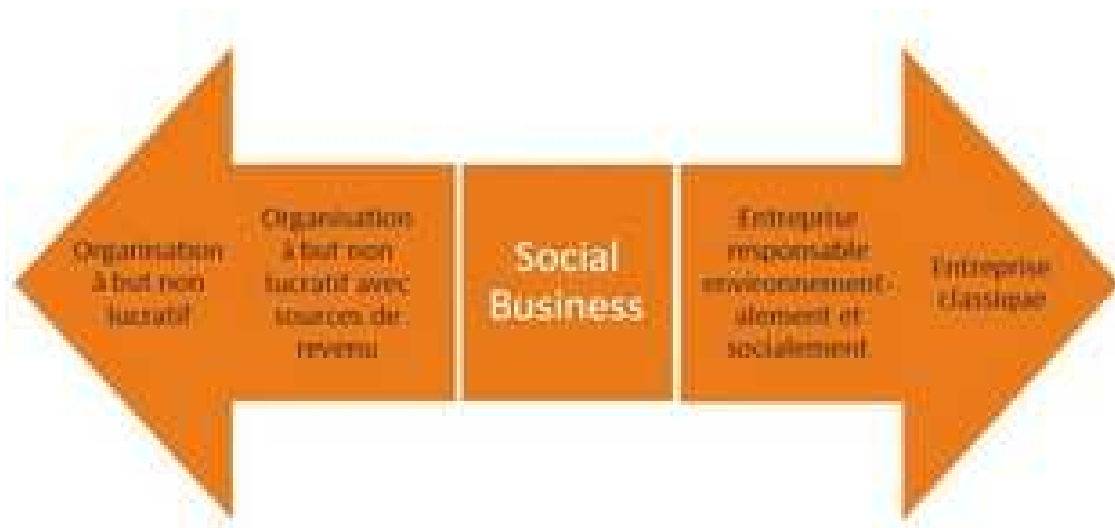 Organisation
à but non
lucratif
Organisation
à but non
lucratif avec
sources de
revenu
Social
Business
Entreprise
responsable
environnement-
alement et
socialement
Entreprise
classique